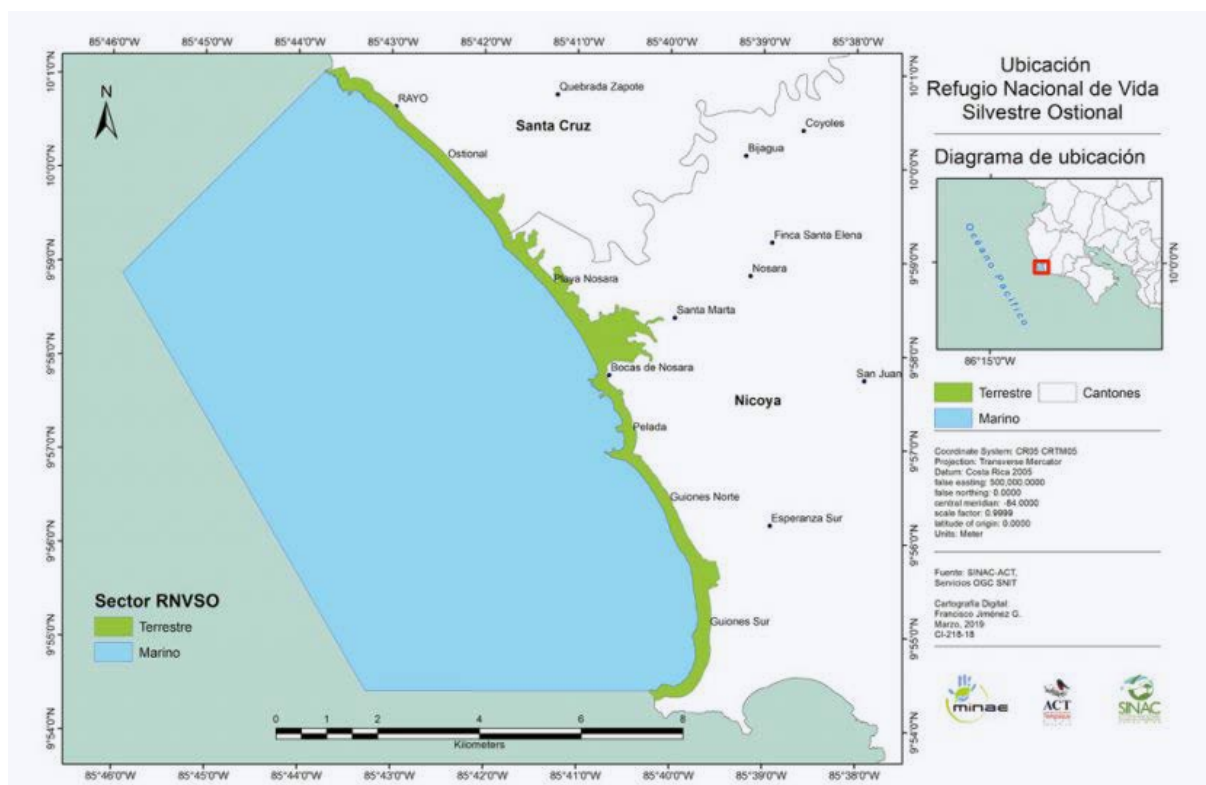 85°46'0"W 85°45'0"W 85°44'0"W 85°43'0"W 85°42'0"W 85°41'0"W 85°40'0"W 85°39'0"W 85°38'0"W
10°1'0"N
10°0'0"N
9°59'0"N
9°58'0"N
9°57'0"N
9°56'0"N
9°55'0"N
9°54'0"N
N
RAYO
Quebrada Zapote
Santa Cruz
Coyoles
Ostional
Bijagua
Finca Santa Elena
Playa Nosara
Nosara
Santa Marta
Bocas de Nosara
San Juan
Nicoya
Pelada
Guiones Norte
Esperanza Sur
Guiones Sur
Sector RNVSO
Terrestre
Marino
0 1 2 4 6 8
Kilometers
10°1'0"N
10°0'0"N
9°59'0"N
9°58'0"N
9°57'0"N
9°56'0"N
9°55'0"N
9°54'0"N
85°46'0"W 85°45'0"W 85°44'0"W 85°43'0"W 85°42'0"W 85°41'0"W 85°40'0"W 85°39'0"W 85°38'0"W
Ubicación
Refugio Nacional de Vida
Silvestre Ostional
Diagrama de ubicación
Océano Pacífico
10°0'0"N
86°15'0"W
Terrestre Cantones
Marino
Coordinate System: CR05 CRTM05
Projection: Transverse Mercator
Datum: Costa Rica 2005
false easting: 500,000.0000
false northing: 0.0000
central meridian: -84.0000
scale factor: 0.9999
latitude of origin: 0.0000
Units: Meter
Fuente: SINAC-ACT,
Servicios OGC SNIT
Cartografía Digital:
Francisco Jiménez G.
Marzo, 2019
CI-218-18
minae
ACT
SINAC